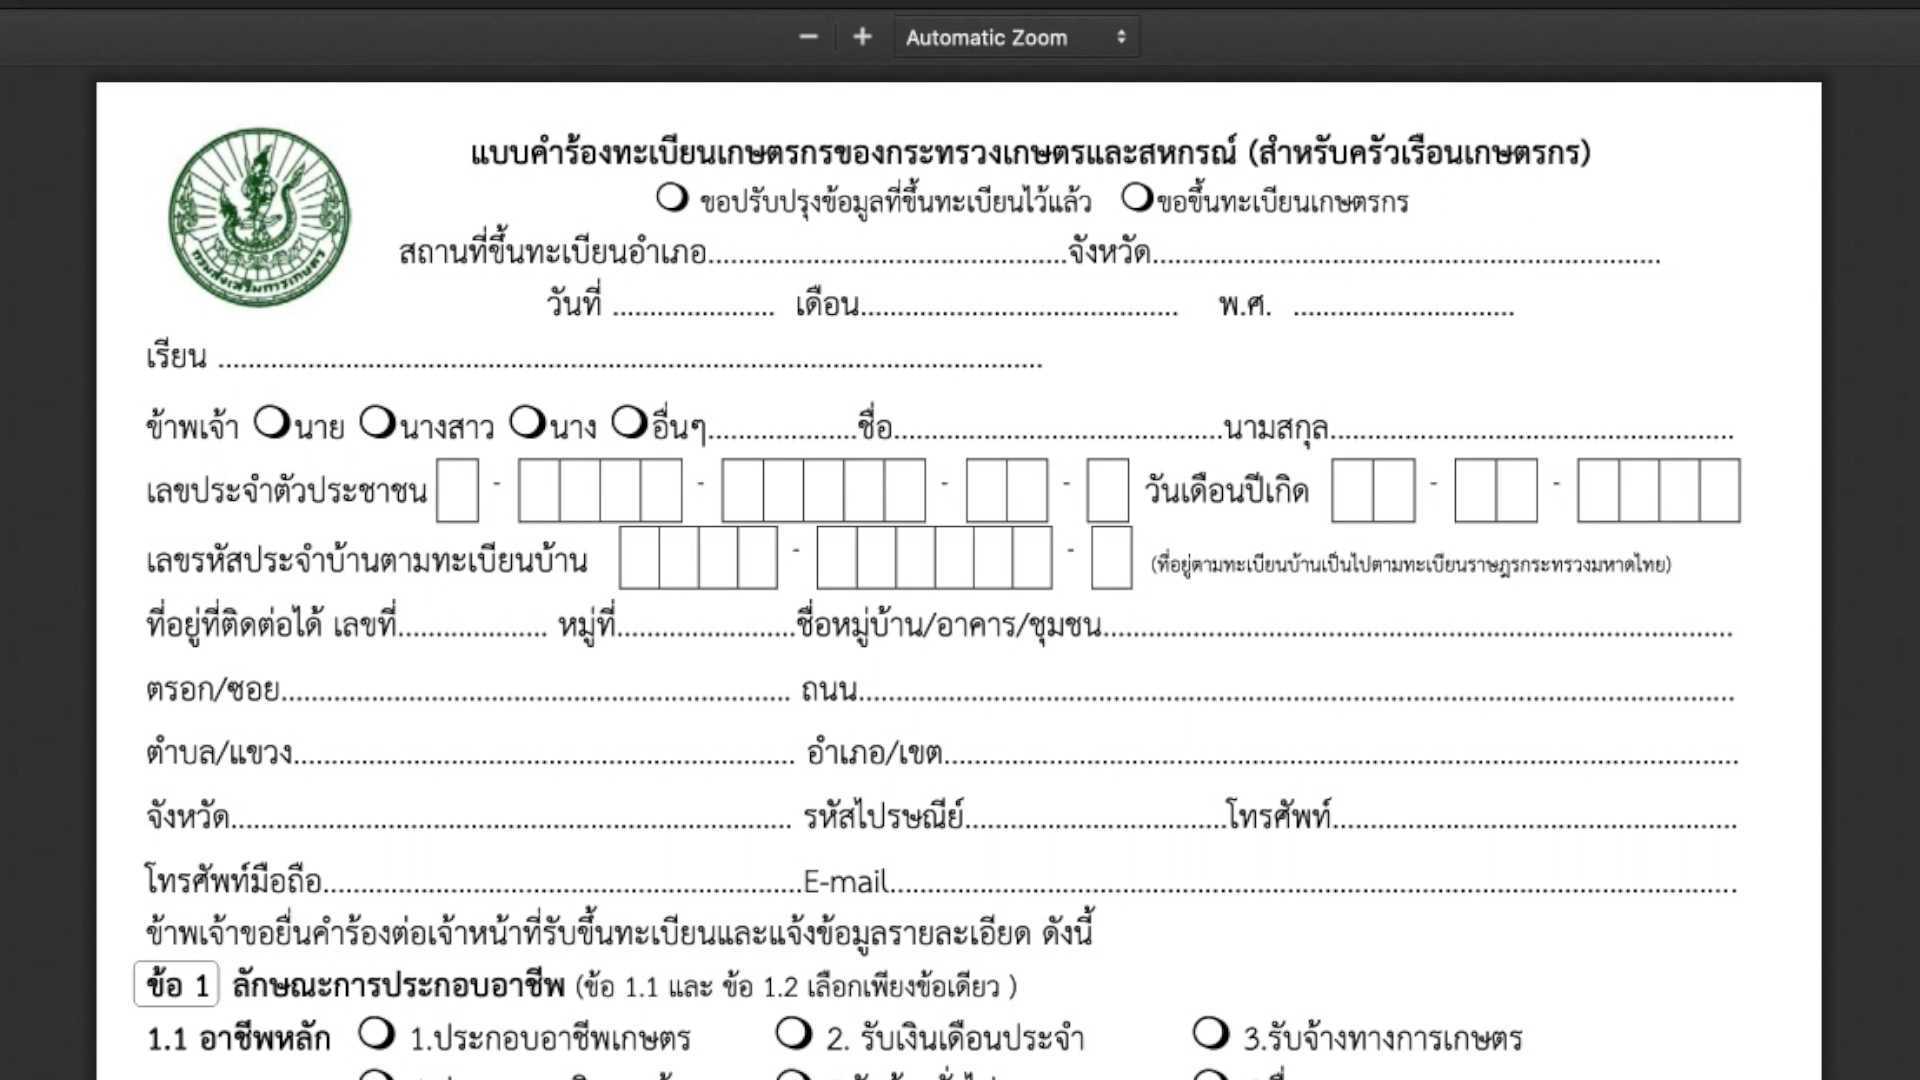 Automatic Zoom
กรมส่งเสริมการเกษตร
แบบคำร้องทะเบียนเกษตรกรของกระทรวงเกษตรและสหกรณ์ (สำหรับครัวเรือนเกษตรกร)
ขอปรับปรุงข้อมูลที่ขึ้นทะเบียนไว้แล้ว ขอขึ้นทะเบียนเกษตรกร
สถานที่ขึ้นทะเบียนอำเภอ................................................จังหวัด....................................................................
วันที่ ...................... เดือน........................................... พ.ศ. ..............................
เรียน ..............................................................................................................
ข้าพเจ้า นาย นางสาว นาง อื่นๆ....................ชื่อ............................................นามสกุล......................................................
เลขประจำตัวประชาชน - - - - วันเดือนปีเกิด - -
เลขรหัสประจำบ้านตามทะเบียนบ้าน - - (ที่อยู่ตามทะเบียนบ้านเป็นไปตามทะเบียนราษฎรกระทรวงมหาดไทย)
ที่อยู่ที่ติดต่อได้ เลขที่.................... หมู่ที่........................ชื่อหมู่บ้าน/อาคาร/ชุมชน....................................................................................
ตรอก/ซอย.................................................................... ถนน.....................................................................................................................
ตำบล/แขวง................................................................... อำเภอ/เขต..........................................................................................................
จังหวัด........................................................................... รหัสไปรษณีย์...................................โทรศัพท์......................................................
โทรศัพท์มือถือ................................................................E-mail.................................................................................................................
ข้าพเจ้าขอยื่นคำร้องต่อเจ้าหน้าที่รับขึ้นทะเบียนและแจ้งข้อมูลรายละเอียด ดังนี้
ข้อ 1 ลักษณะการประกอบอาชีพ (ข้อ 1.1 และ ข้อ 1.2 เลือกเพียงข้อเดียว )
1.1 อาชีพหลัก 1.ประกอบอาชีพเกษตร 2. รับเงินเดือนประจำ 3.รับจ้างทางการเกษตร